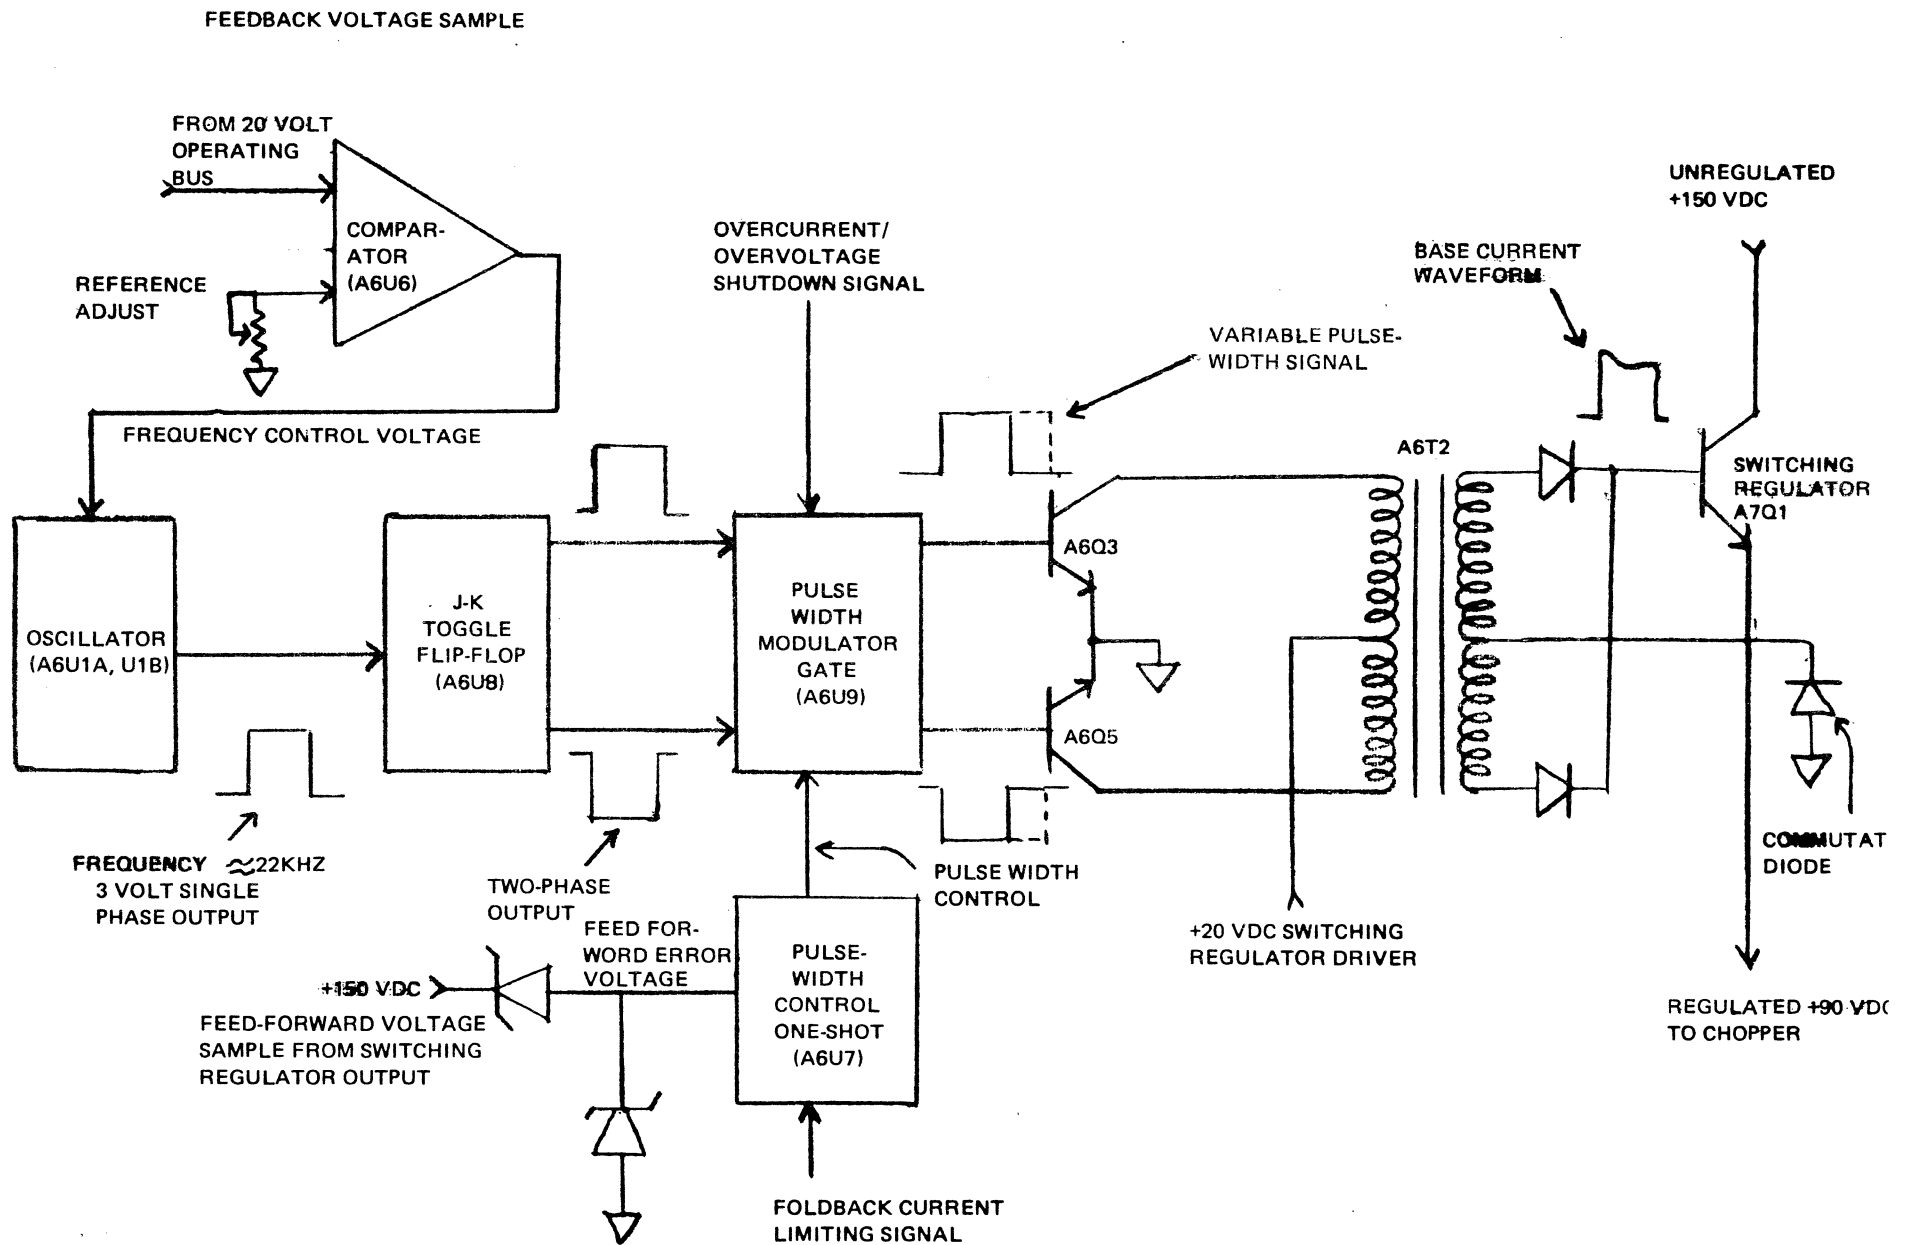 FEEDBACK VOLTAGE SAMPLE
FROM 20 VOLT
OPERATING
BUS
COMPAR-
ATOR
(A6U6)
REFERENCE
ADJUST
FREQUENCY CONTROL VOLTAGE
OVERCURRENT/
OVERVOLTAGE
SHUTDOWN SIGNAL
VARIABLE PULSE-
WIDTH SIGNAL
BASE CURRENT
WAVEFORM
UNREGULATED
+150 VDC
A6T2
SWITCHING
REGULATOR
A7Q1
OSCILLATOR
(A6U1A, U1B)
J-K
TOGGLE
FLIP-FLOP
(A6U8)
PULSE
WIDTH
MODULATOR
GATE
(A6U9)
A6Q3
A6Q5
FREQUENCY ≈22KHZ
3 VOLT SINGLE
PHASE OUTPUT
TWO-PHASE
OUTPUT
PULSE WIDTH
CONTROL
COMMUTAT
DIODE
FEED FOR-
WORD ERROR
VOLTAGE
+150 VDC
FEED-FORWARD VOLTAGE
SAMPLE FROM SWITCHING
REGULATOR OUTPUT
PULSE-
WIDTH
CONTROL
ONE-SHOT
(A6U7)
+20 VDC SWITCHING
REGULATOR DRIVER
REGULATED +90 VDC
TO CHOPPER
FOLDBACK CURRENT
LIMITING SIGNAL